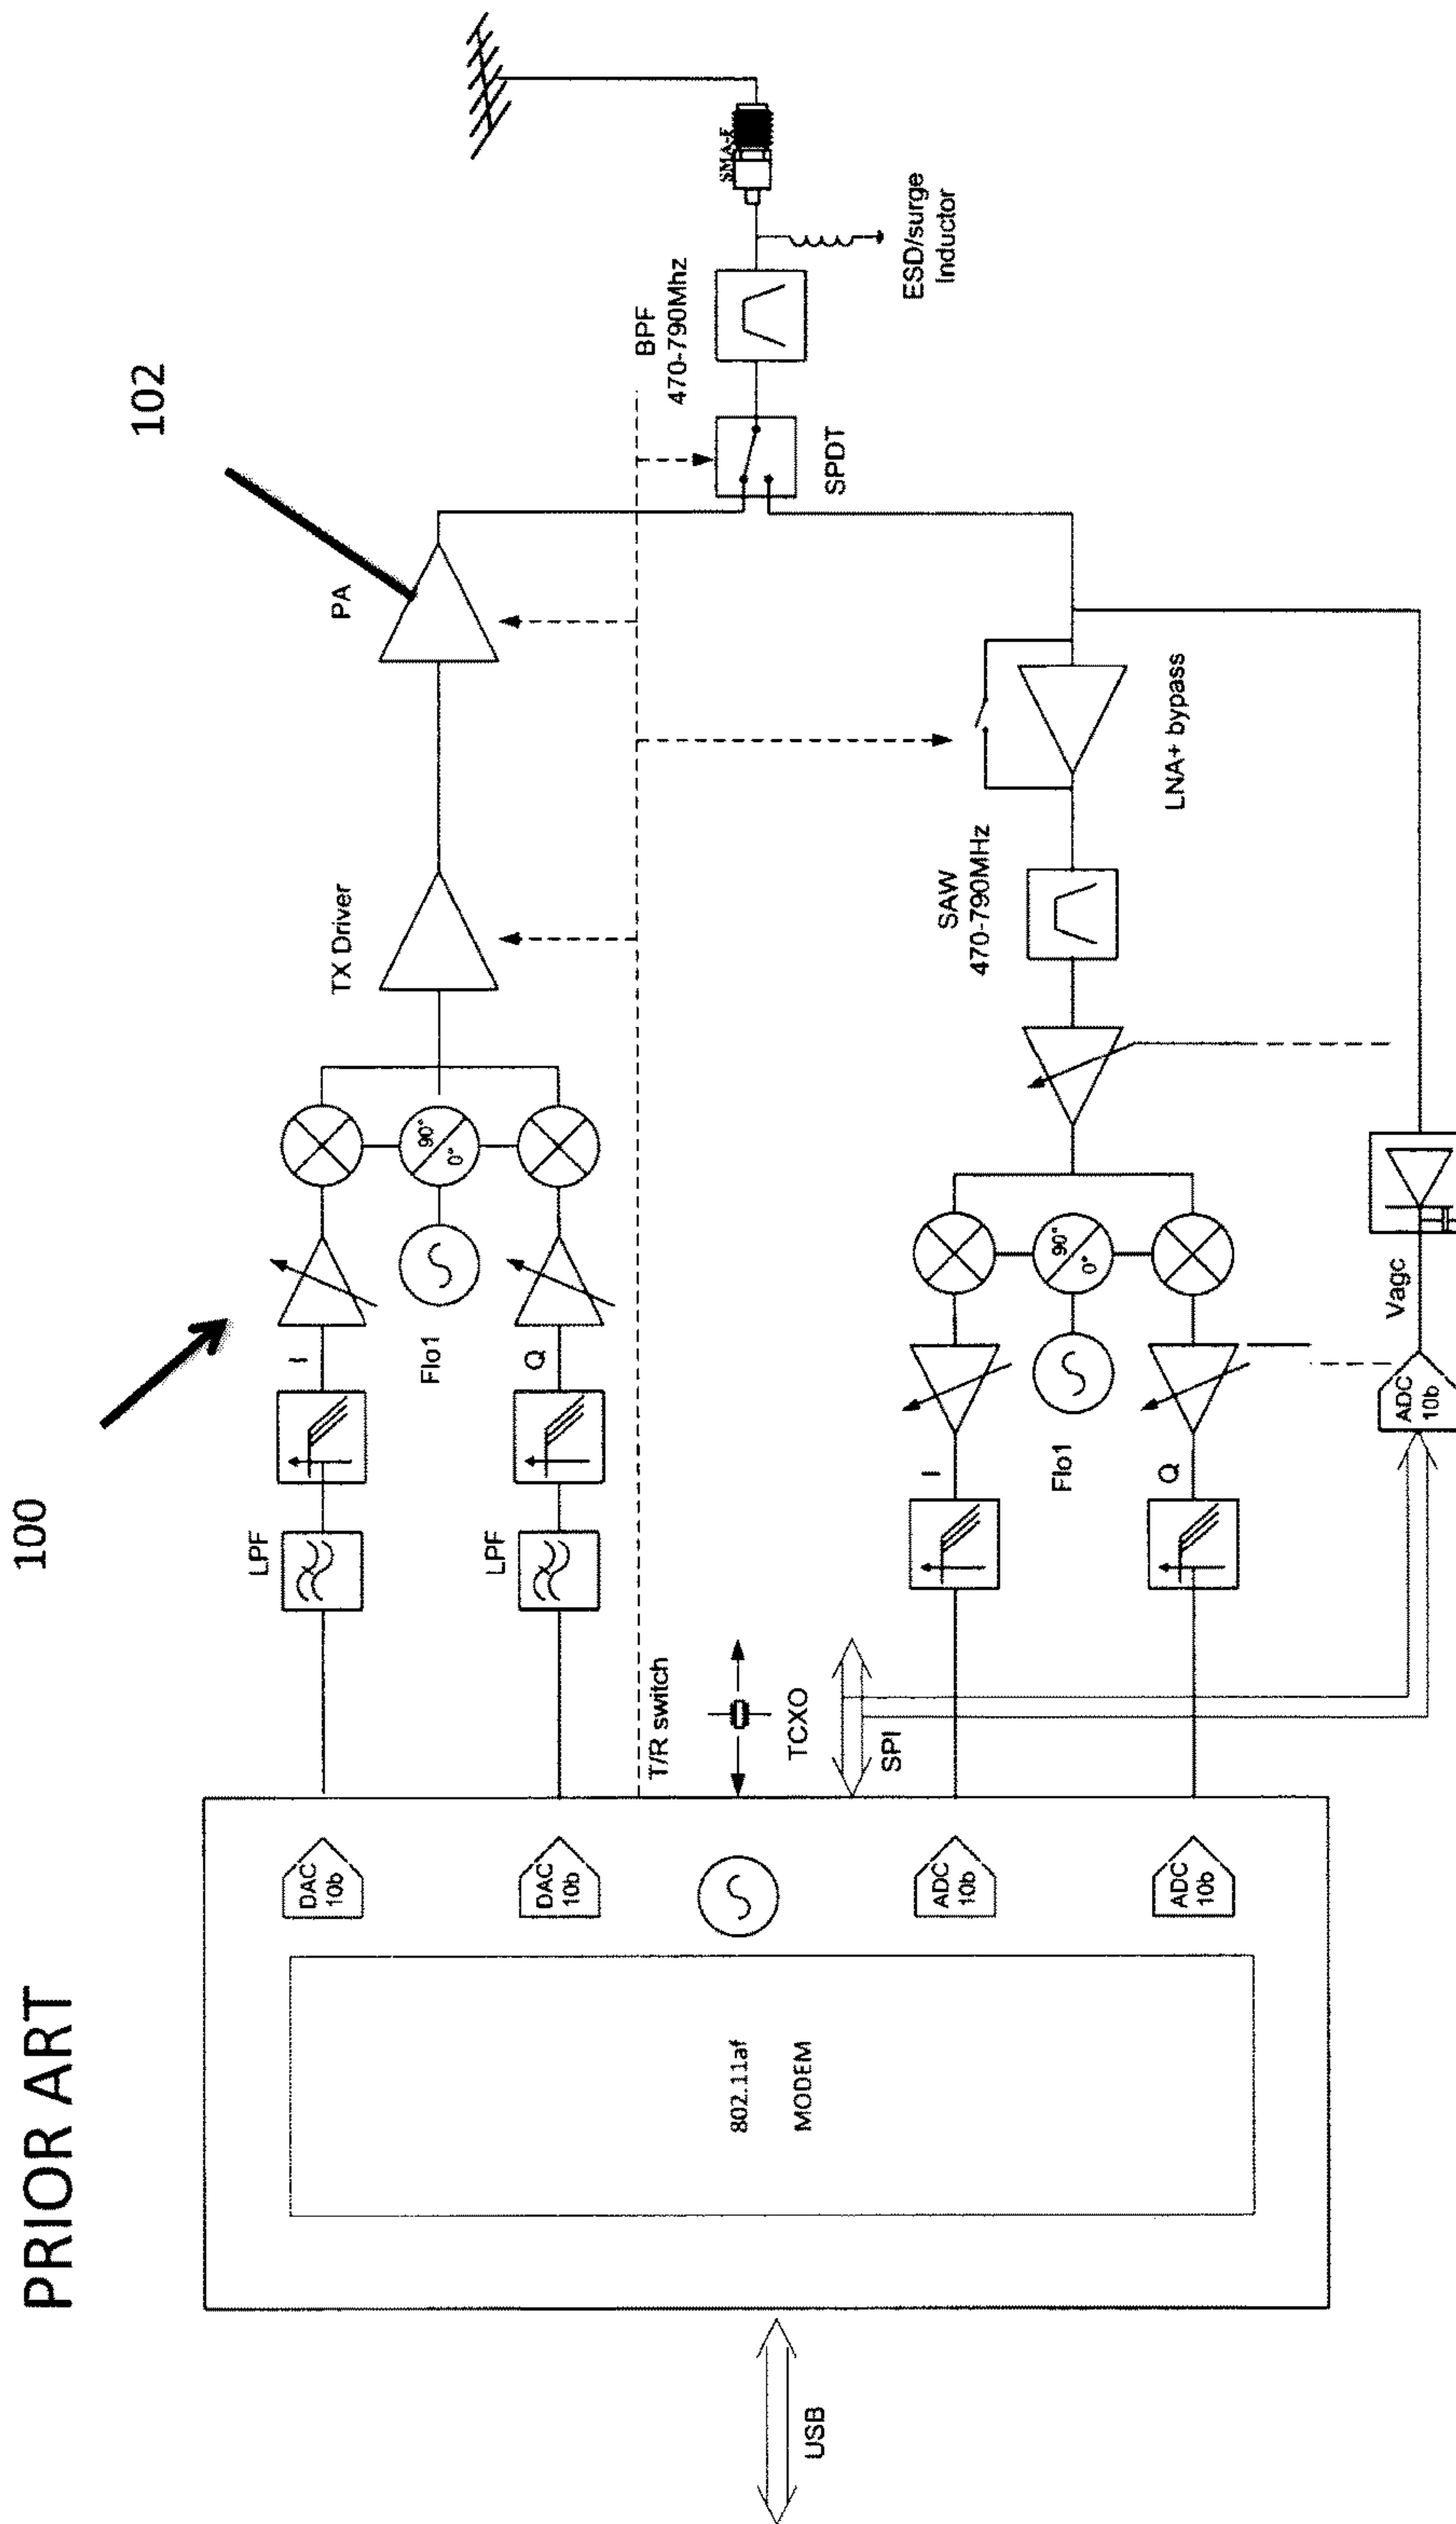 PRIOR ART
100
102
USB
802.11af
MODEM
DAC
10b
DAC
10b
ADC
10b
ADC
10b
LPF
LPF
I
Q
Flo1
90°
0°
TX Driver
PA
T/R switch
TCXO
SPI
BPF
470-790Mhz
SPDT
SMA-F
ESD/surge
Inductor
I
Q
Flo1
90°
0°
SAW
470-790MHz
LNA+ bypass
ADC
10b
Vagc